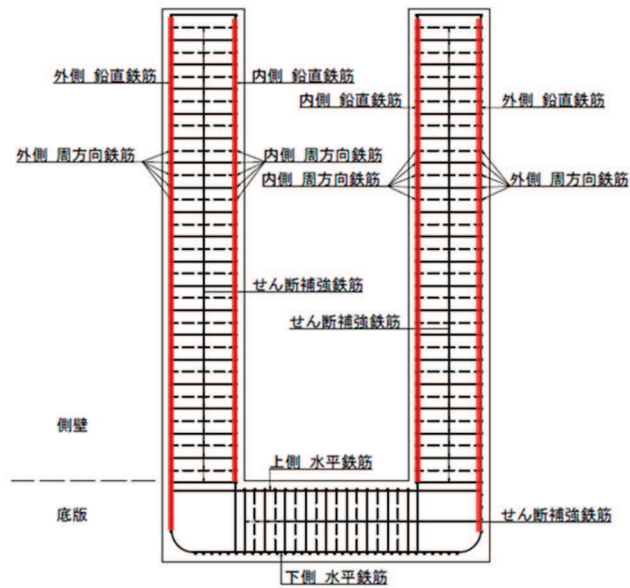 外側 鉛直鉄筋
内側 鉛直鉄筋
内側 鉛直鉄筋
外側 鉛直鉄筋
外側 周方向鉄筋
内側 周方向鉄筋
内側 周方向鉄筋
外側 周方向鉄筋
せん断補強鉄筋
せん断補強鉄筋
側壁
上側 水平鉄筋
底版
せん断補強鉄筋
下側 水平鉄筋